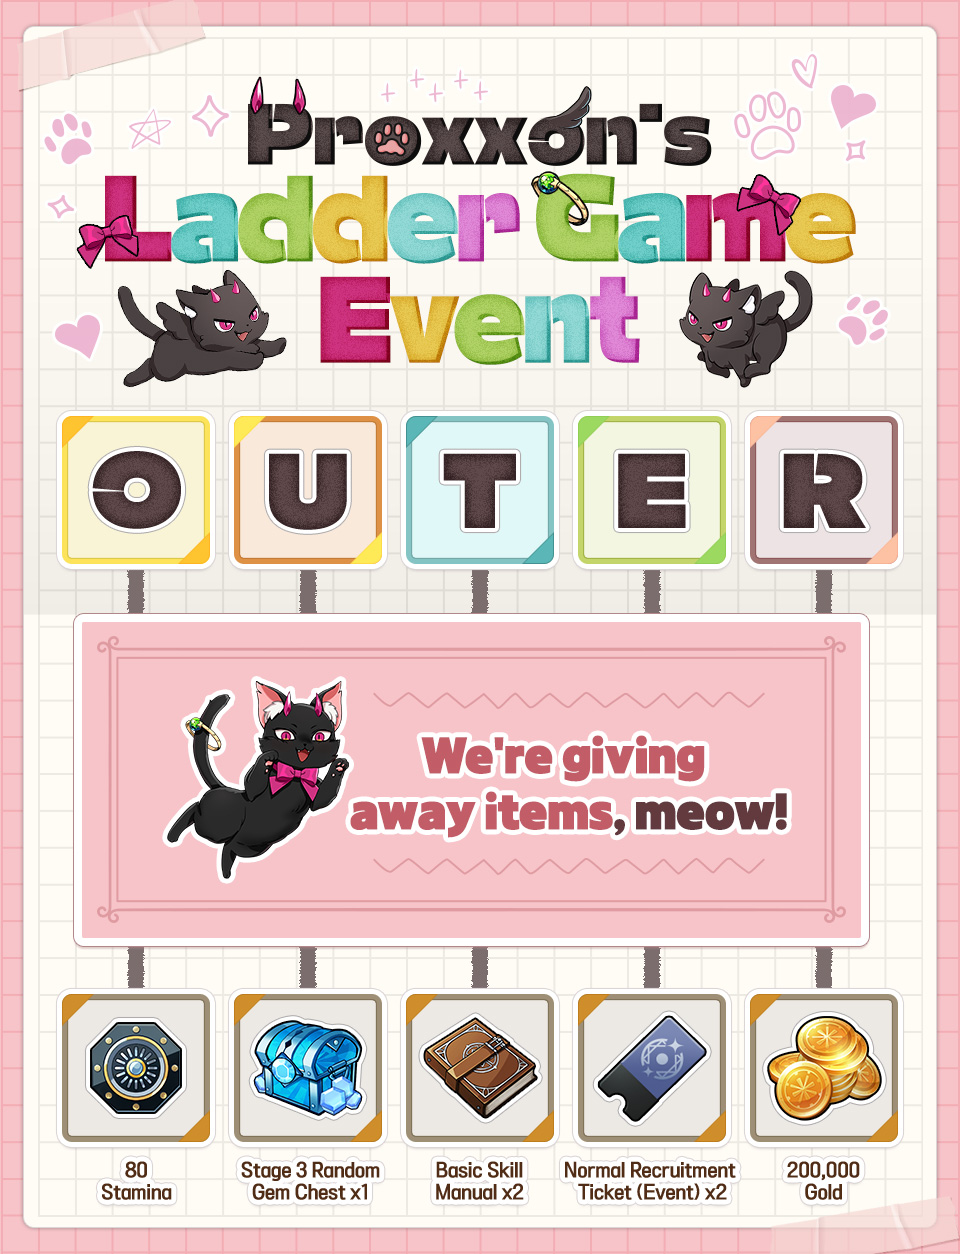 Proxxon's
Ladder Game
Event
O U T E R
We're giving
away items, meow!
80
Stamina
Stage 3 Random
Gem Chest x1
Basic Skill
Manual x2
Normal Recruitment
Ticket (Event) x2
200,000
Gold